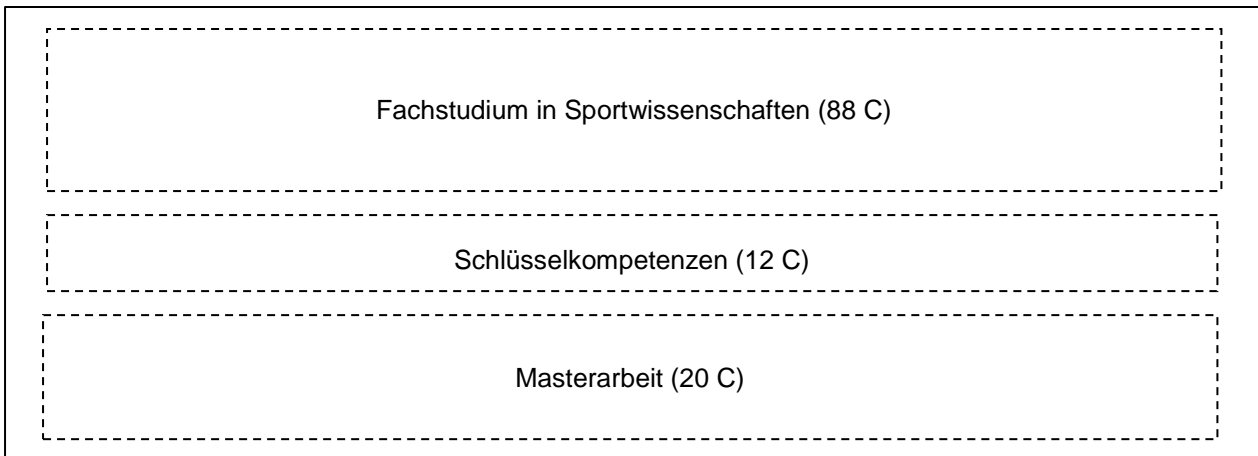 Fachstudium in Sportwissenschaften (88 C)
Schlüsselkompetenzen (12 C)
Masterarbeit (20 C)